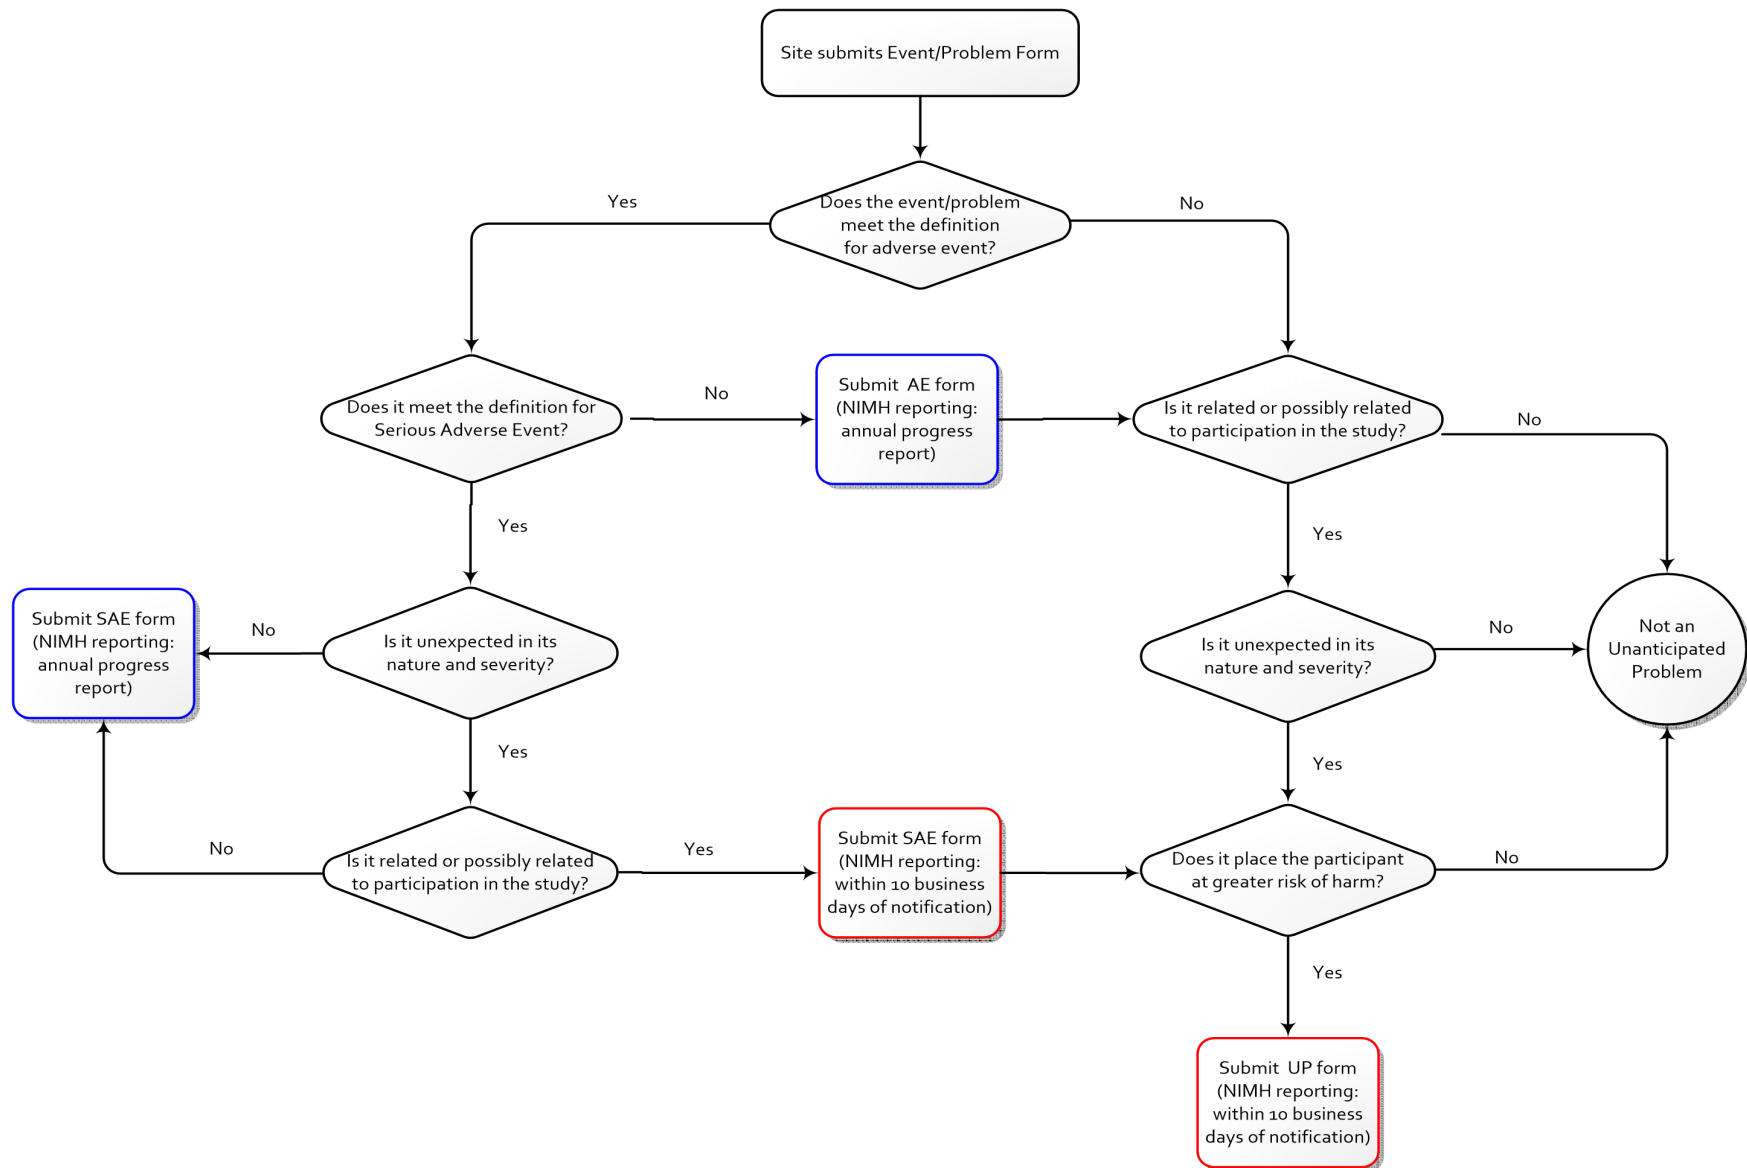 Site submits Event/Problem Form
Yes
Does the event/problem
meet the definition
for adverse event?
No
Does it meet the definition for
Serious Adverse Event?
No
Submit AE form
(NIMH reporting:
annual progress
report)
Is it related or possibly related
to participation in the study?
No
Yes
Yes
Submit SAE form
(NIMH reporting:
annual progress
report)
No
Is it unexpected in its
nature and severity?
Is it unexpected in its
nature and severity?
No
Not an
Unanticipated
Problem
Yes
Yes
No
Is it related or possibly related
to participation in the study?
Yes
Submit SAE form
(NIMH reporting:
within 10 business
days of notification)
Does it place the participant
at greater risk of harm?
No
Yes
Submit UP form
(NIMH reporting:
within 10 business
days of notification)